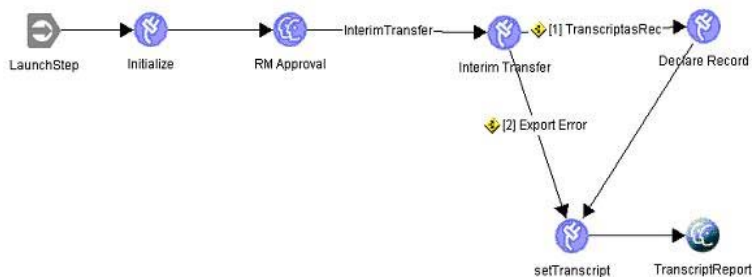 InterimTransfer
[1] TranscriptasRec
LaunchStep
Initialize
RM Approval
Interim Transfer
Declare Record
[2] Export Error
setTranscript
TranscriptReport